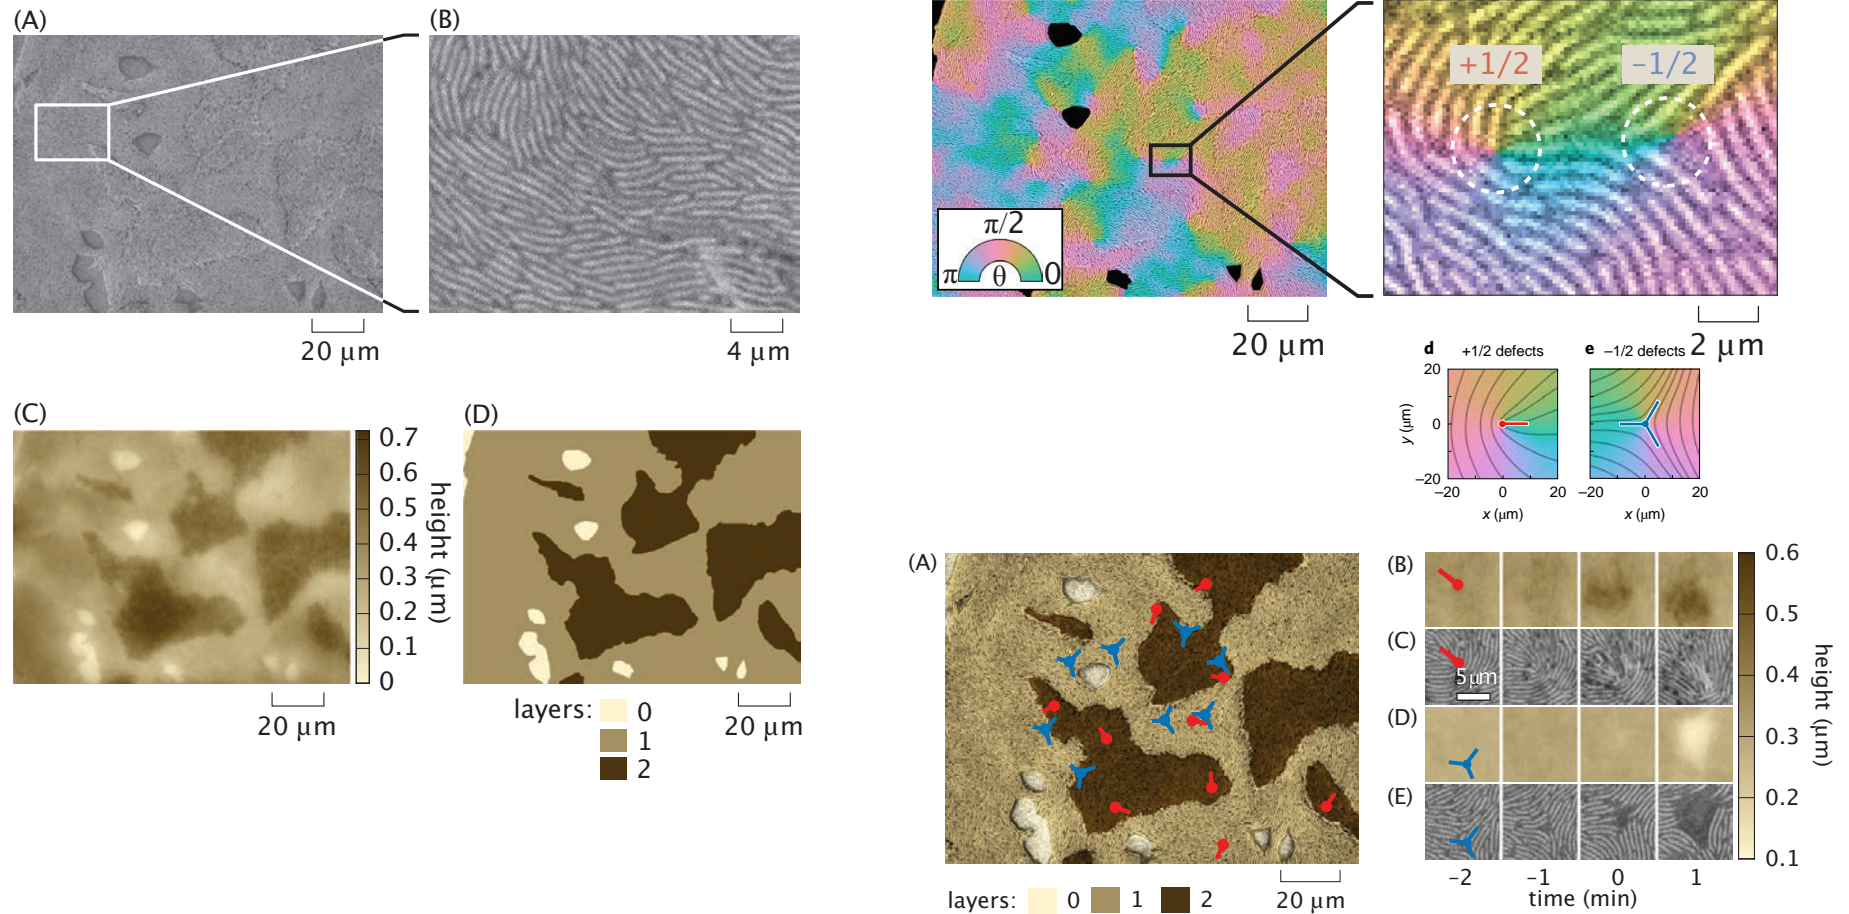 (A)
(B)
20 μm
4 μm
(C)
(D)
0.7
0.6
0.5
0.4
0.3
0.2
0.1
0
height (μm)
20 μm
layers: 0
1
2
20 μm
π/2
π θ 0
20 μm
+1/2
−1/2
2 μm
d +1/2 defects
e −1/2 defects
20
0
−20
y (μm)
−20 0 20
x (μm)
−20 0 20
x (μm)
(A)
layers: 0 1 2
20 μm
(B)
(C)
5 μm
(D)
(E)
−2 −1 0 1
time (min)
0.6
0.5
0.4
0.3
0.2
0.1
height (μm)